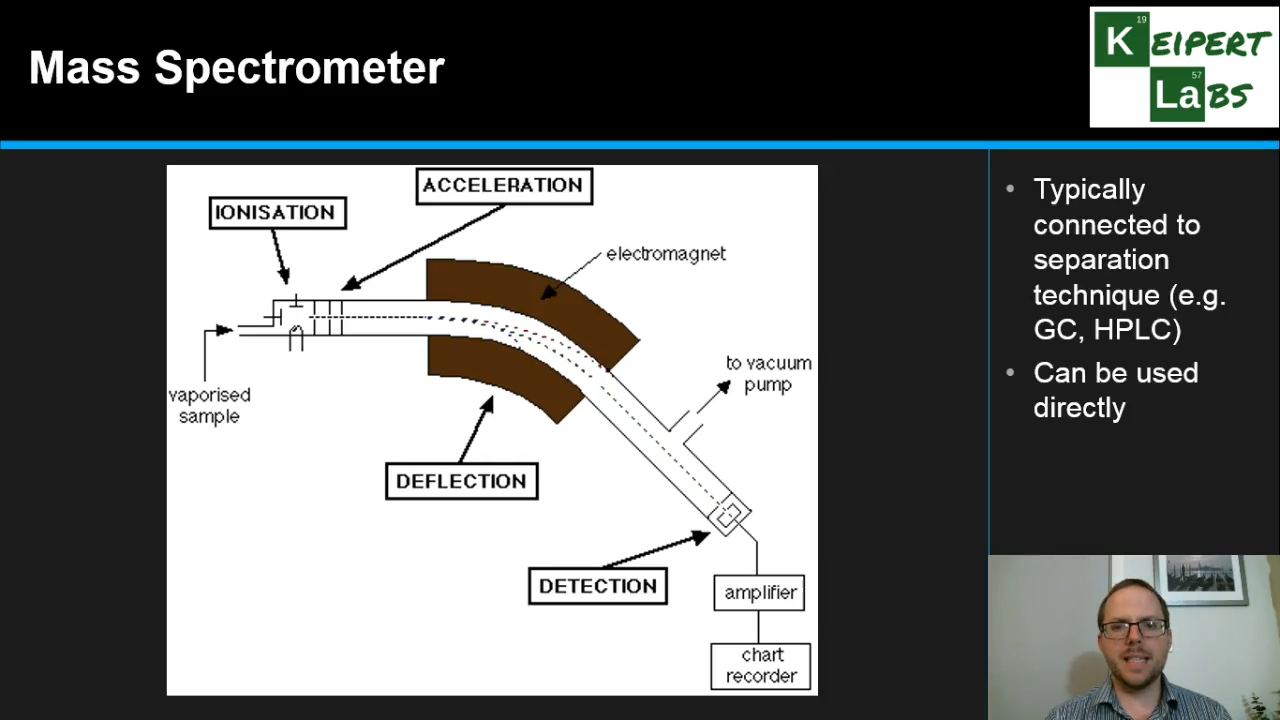 Mass Spectrometer
19
K EIPERT
57
La BS
ACCELERATION
IONISATION
electromagnet
to vacuum
pump
vaporised
sample
DEFLECTION
DETECTION
amplifier
chart
recorder
• Typically
connected to
separation
technique (e.g.
GC, HPLC)
• Can be used
directly